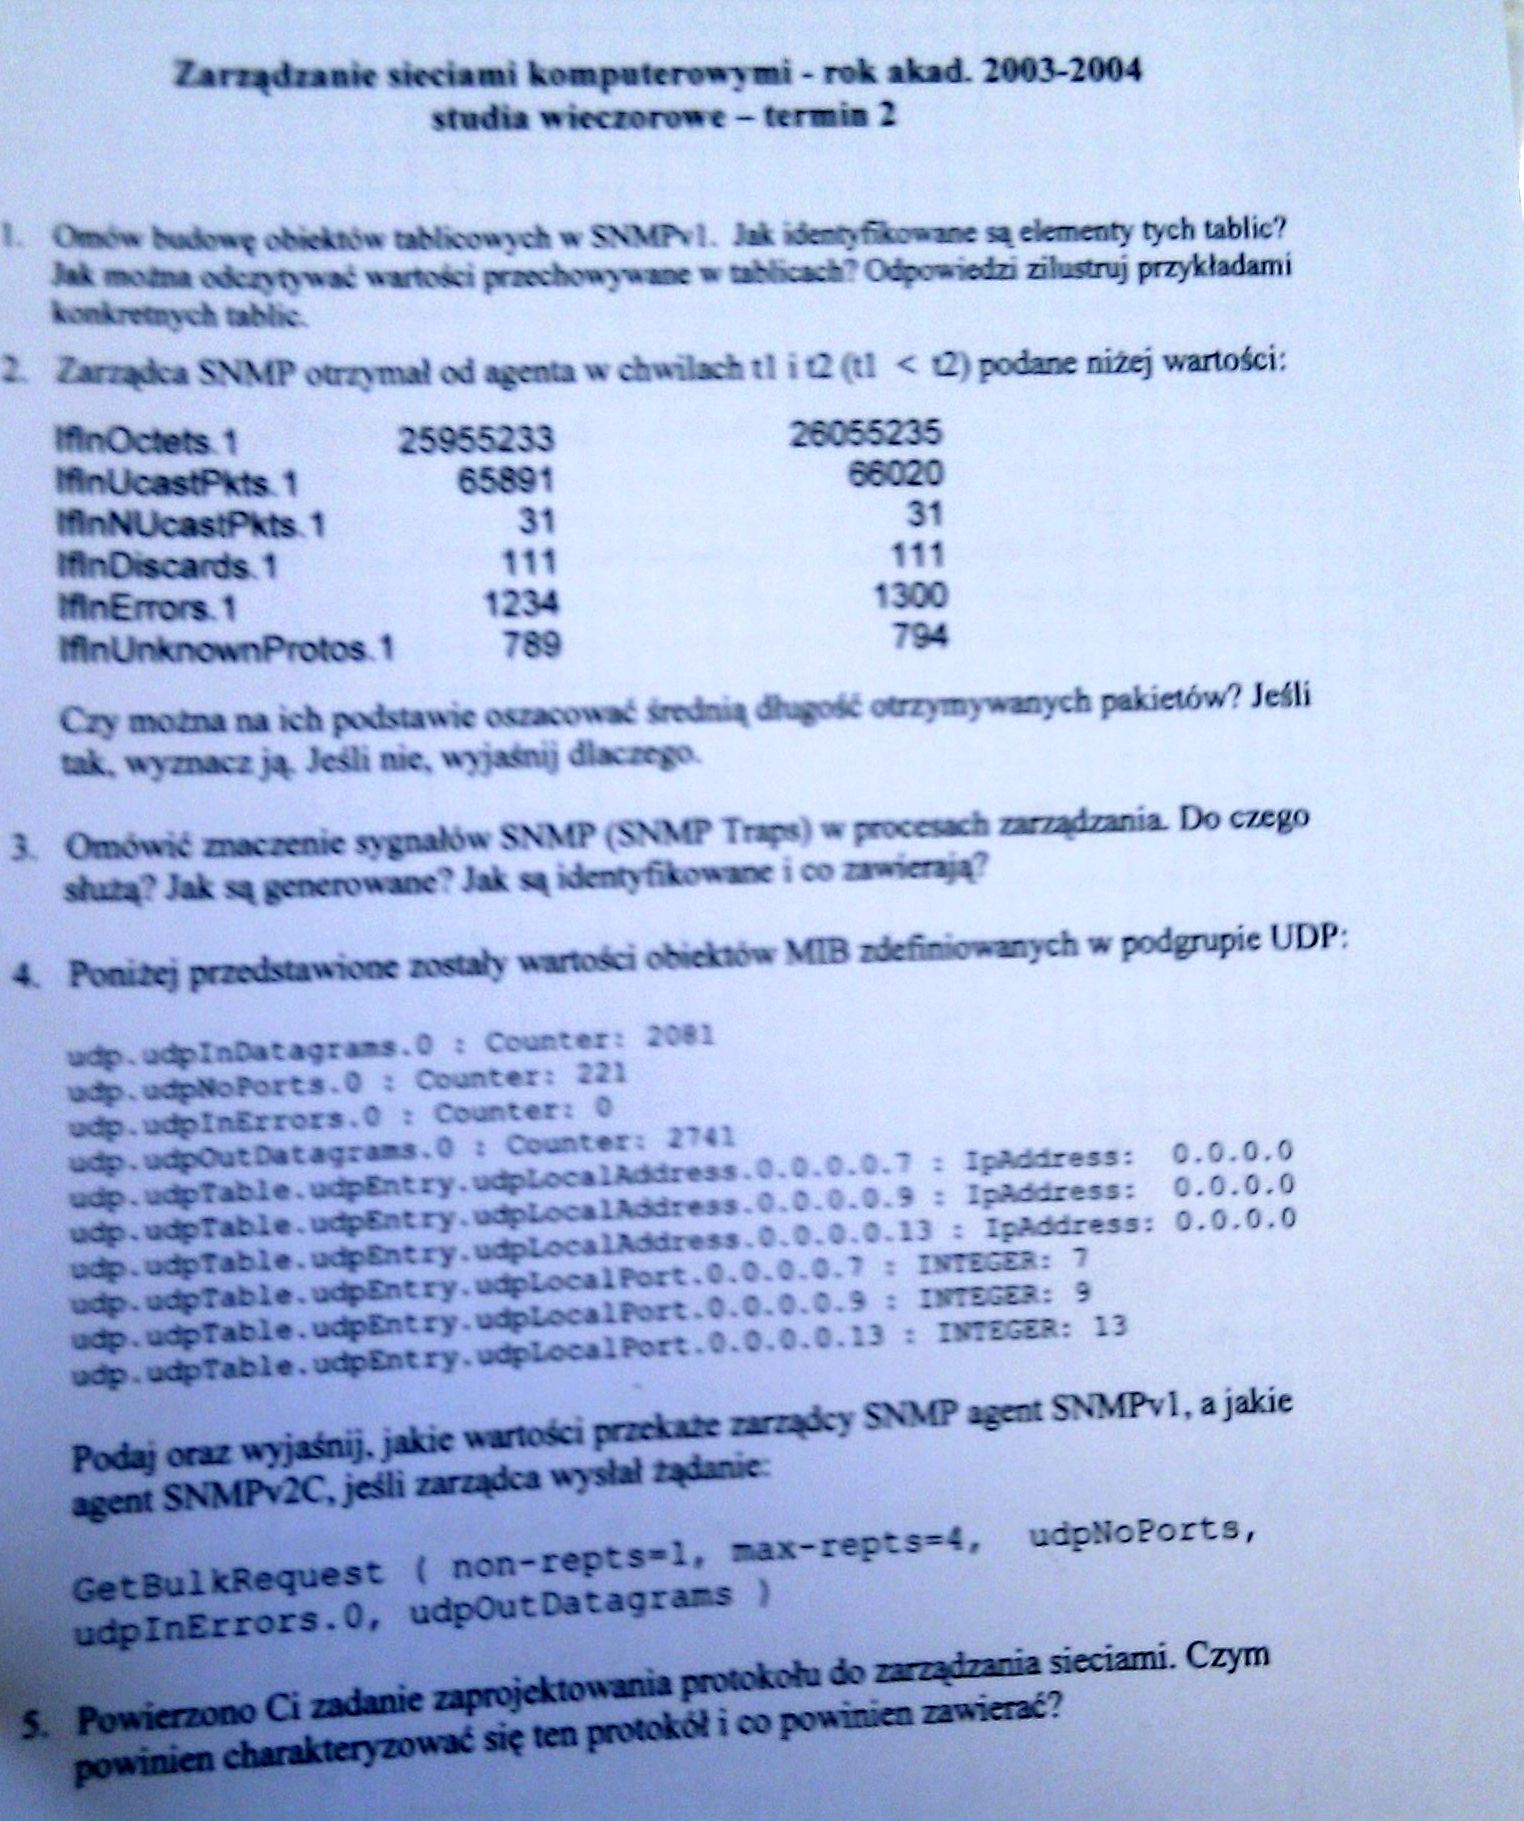 Zarządzanie sieciami komputerowymi - rok akad. 2003-2004
studia wieczorowe – termin 2
1. Omów budowę obiektów tablicowych w SNMPv1. Jak identyfikowane są elementy tych tablic?
Jak można odczytywać wartości przechowywane w tablicach? Odpowiedzi zilustruj przykładami
konkretnych tablic.
2. Zarządca SNMP otrzymał od agenta w chwilach t1 i t2 (t1 < t2) podane niżej wartości:
IfInOctets.1 25955233 26055235
IfInUcastPkts.1 65891 66020
IfInNUcastPkts.1 31 31
IfInDiscards.1 111 111
IfInErrors.1 1234 1300
IfInUnknownProtos.1 789 794
Czy można na ich podstawie oszacować średnią długość otrzymywanych pakietów? Jeśli
tak, wyznacz ją. Jeśli nie, wyjaśnij dlaczego.
3. Omówić znaczenie sygnałów SNMP (SNMP Traps) w procesach zarządzania. Do czego
służą? Jak są generowane? Jak są identyfikowane i co zawierają?
4. Poniżej przedstawione zostały wartości obiektów MIB zdefiniowanych w podgrupie UDP:
udp.udpInDatagrams.0 : Counter: 2081
udp.udpNoPorts.0 : Counter: 221
udp.udpInErrors.0 : Counter: 0
udp.udpOutDatagrams.0 : Counter: 2741
udp.udpTable.udpEntry.udpLocalAddress.0.0.0.0.7 : IpAddress: 0.0.0.0
udp.udpTable.udpEntry.udpLocalAddress.0.0.0.0.9 : IpAddress: 0.0.0.0
udp.udpTable.udpEntry.udpLocalAddress.0.0.0.0.13 : IpAddress: 0.0.0.0
udp.udpTable.udpEntry.udpLocalPort.0.0.0.0.7 : INTEGER: 7
udp.udpTable.udpEntry.udpLocalPort.0.0.0.0.9 : INTEGER: 9
udp.udpTable.udpEntry.udpLocalPort.0.0.0.0.13 : INTEGER: 13
Podaj oraz wyjaśnij, jakie wartości przekaże zarządcy SNMP agent SNMPv1, a jakie
agent SNMPv2C, jeśli zarządca wysłał żądanie:
GetBulkRequest ( non-repts=1, max-repts=4, udpNoPorts,
udpInErrors.0, udpOutDatagrams )
5. Powierzono Ci zadanie zaprojektowania protokołu do zarządzania sieciami. Czym
powinien charakteryzować się ten protokół i co powinien zawierać?